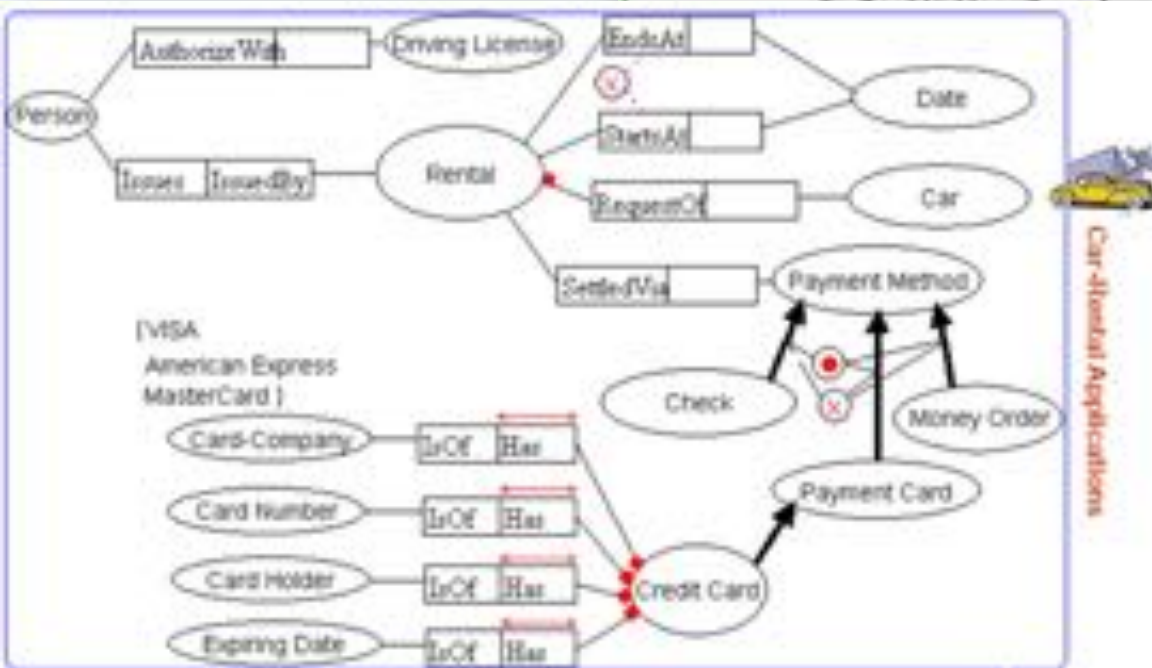 AuthorizeWith
Driving License
EndsAt
Person
Date
StartsAt
Issues IssuedBy
Rental
RequestOf
Car
SettledVia
Payment Method
{VISA
American Express
MasterCard }
Check
Money Order
Card-Company
IsOf Has
Payment Card
Card Number
IsOf Has
Card Holder
IsOf Has
Credit Card
Expiring Date
IsOf Has
Car-Rental Applications